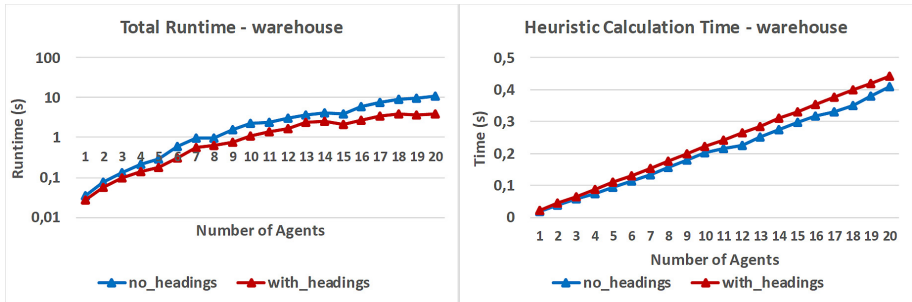 Total Runtime - warehouse
100
10
1
0,1
0,01
Runtime (s)
1 2 3 4 5 6 7 8 9 10 11 12 13 14 15 16 17 18 19 20
Number of Agents
no_headings with_headings
Heuristic Calculation Time - warehouse
0,5
0,4
0,3
0,2
0,1
0
Time (s)
1 2 3 4 5 6 7 8 9 10 11 12 13 14 15 16 17 18 19 20
Number of Agents
no_headings with_headings